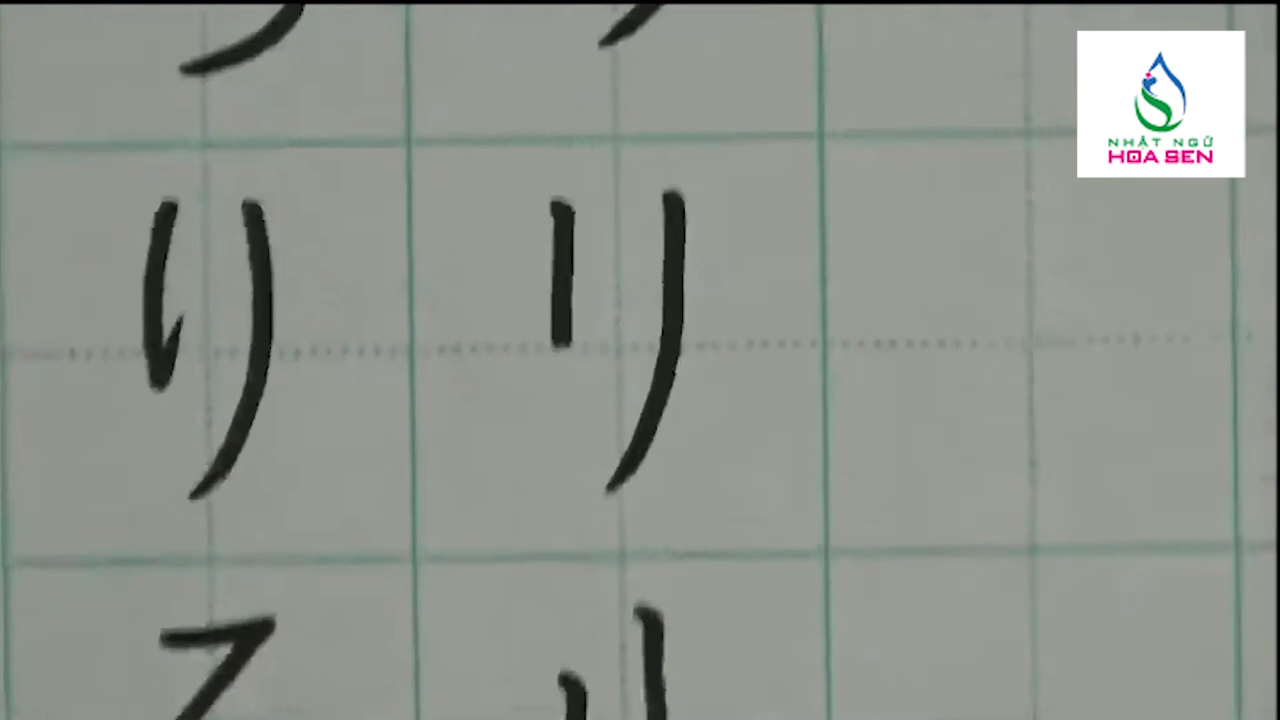 NHẬT NGỮ
HOA SEN
り リ